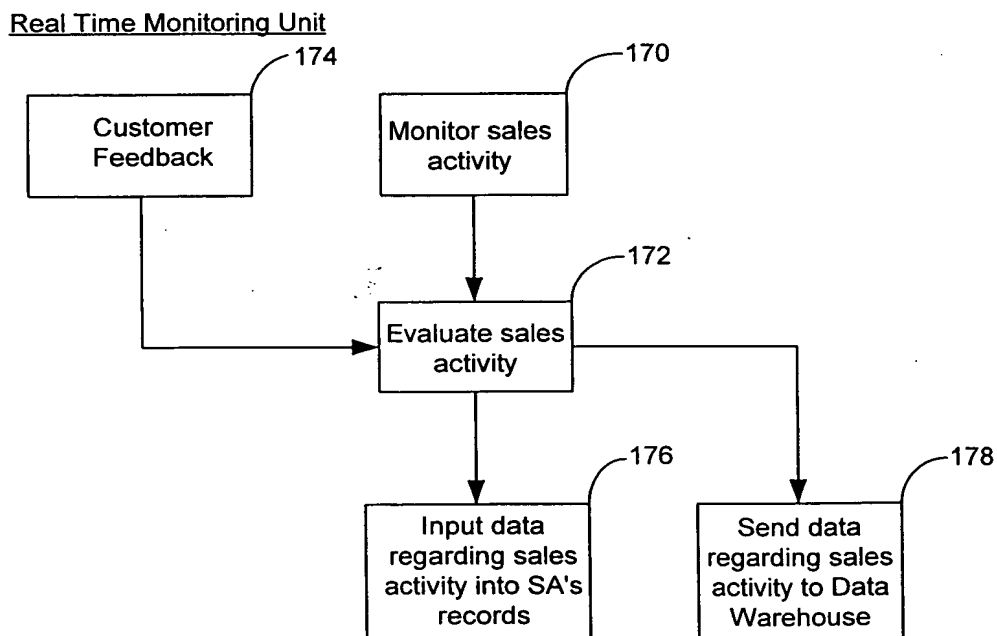 Real Time Monitoring Unit
174
170
Customer
Feedback
Monitor sales
activity
172
Evaluate sales
activity
176
178
Input data
regarding sales
activity into SA's
records
Send data
regarding sales
activity to Data
Warehouse